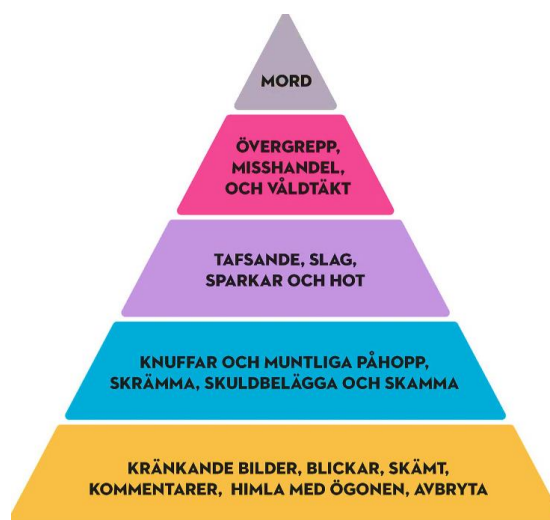 MORD
ÖVERGREPP,
MISSHANDEL,
OCH VÅLDTÄKT
TAFSANDE, SLAG,
SPARKAR OCH HOT
KNUFFAR OCH MUNTLIGA PÅHOPP,
SKRÄMMA, SKULDBELÄGGA OCH SKAMMA
KRÄNKANDE BILDER, BLICKAR, SKÄMT,
KOMMENTARER, HIMLA MED ÖGONEN, AVBRYTA